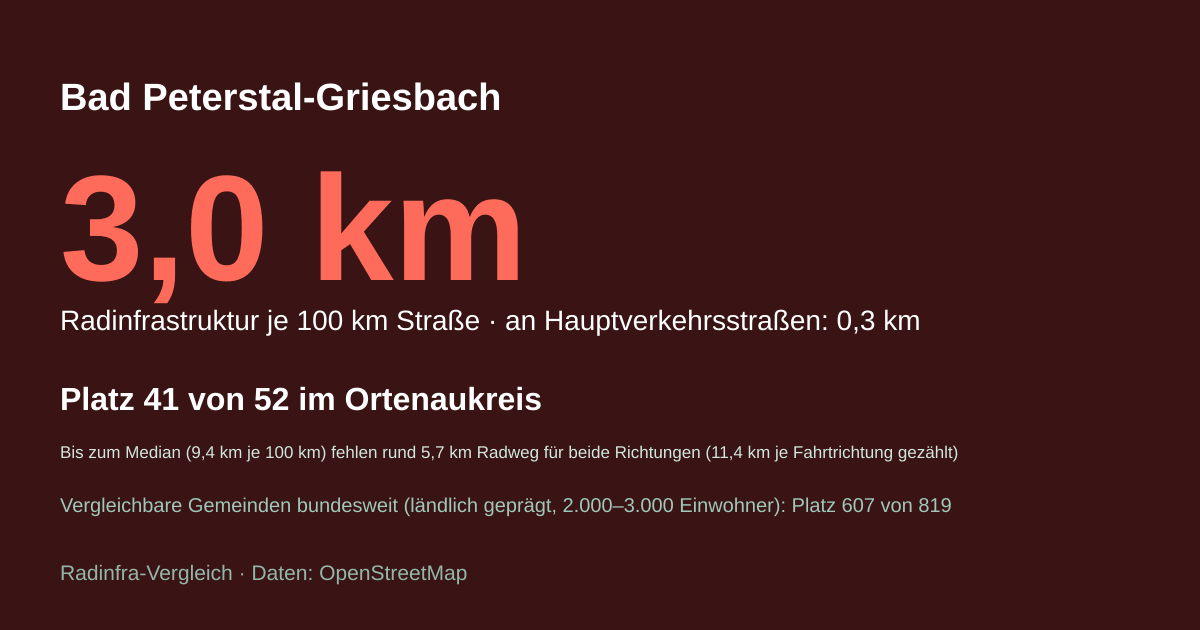 Bad Peterstal-Griesbach
3,0 km
Radinfrastruktur je 100 km Straße · an Hauptverkehrsstraßen: 0,3 km
Platz 41 von 52 im Ortenaukreis
Bis zum Median (9,4 km je 100 km) fehlen rund 5,7 km Radweg für beide Richtungen (11,4 km je Fahrtrichtung gezählt)
Vergleichbare Gemeinden bundesweit (ländlich geprägt, 2.000–3.000 Einwohner): Platz 607 von 819
Radinfra-Vergleich · Daten: OpenStreetMap